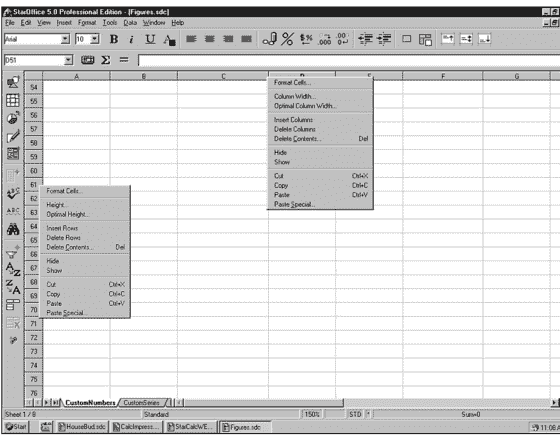 StarOffice 5.0 Professional Edition - [Figures.sdc]
File Edit View Insert Format Tools Data Window Help
Arial 10 B i U A
D51 Σ =
A B C D E F G
54
55
56
57
58
59
60
61
62
63
64
65
66
67
68
69
70
71
72
73
74
75
76
Format Cells...
Column Width...
Optimal Column Width...
Insert Columns
Delete Columns
Delete Contents... Del
Hide
Show
Cut Ctrl+X
Copy Ctrl+C
Paste Ctrl+V
Paste Special...
Format Cells...
Height...
Optimal Height...
Insert Rows
Delete Rows
Delete Contents... Del
Hide
Show
Cut Ctrl+X
Copy Ctrl+C
Paste Ctrl+V
Paste Special...
CustomNumbers CustomSeries
Sheet 1 / 8 Standard 150% STD * Sum=0
Start HouseBud.sdc CalcImpress... StarCalcWE... Figures.sdc 11:08